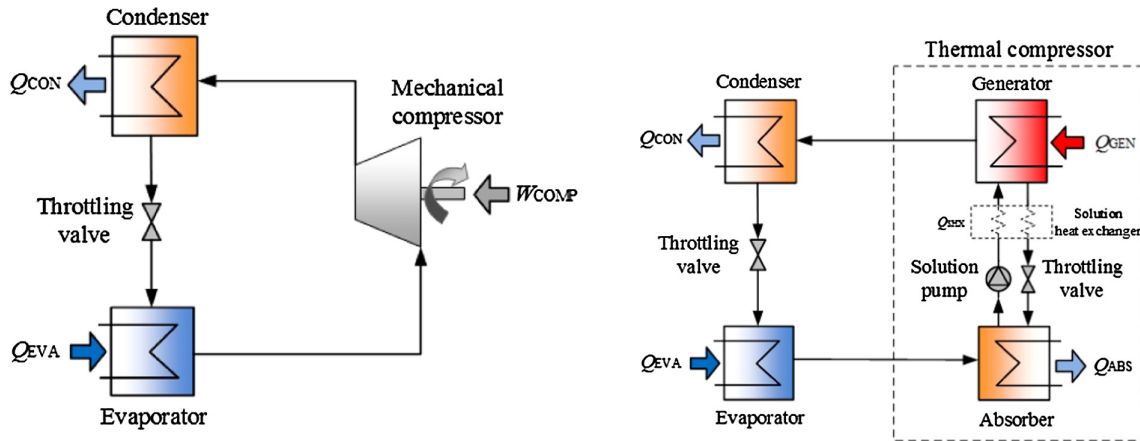 Condenser
QCON
Mechanical
compressor
WCOMP
Throttling
valve
QEVA
Evaporator
Thermal compressor
Condenser
Generator
QCON
QGEN
QSHX
Solution
heat exchanger
Throttling
valve
Solution
pump
Throttling
valve
QEVA
QABS
Evaporator
Absorber